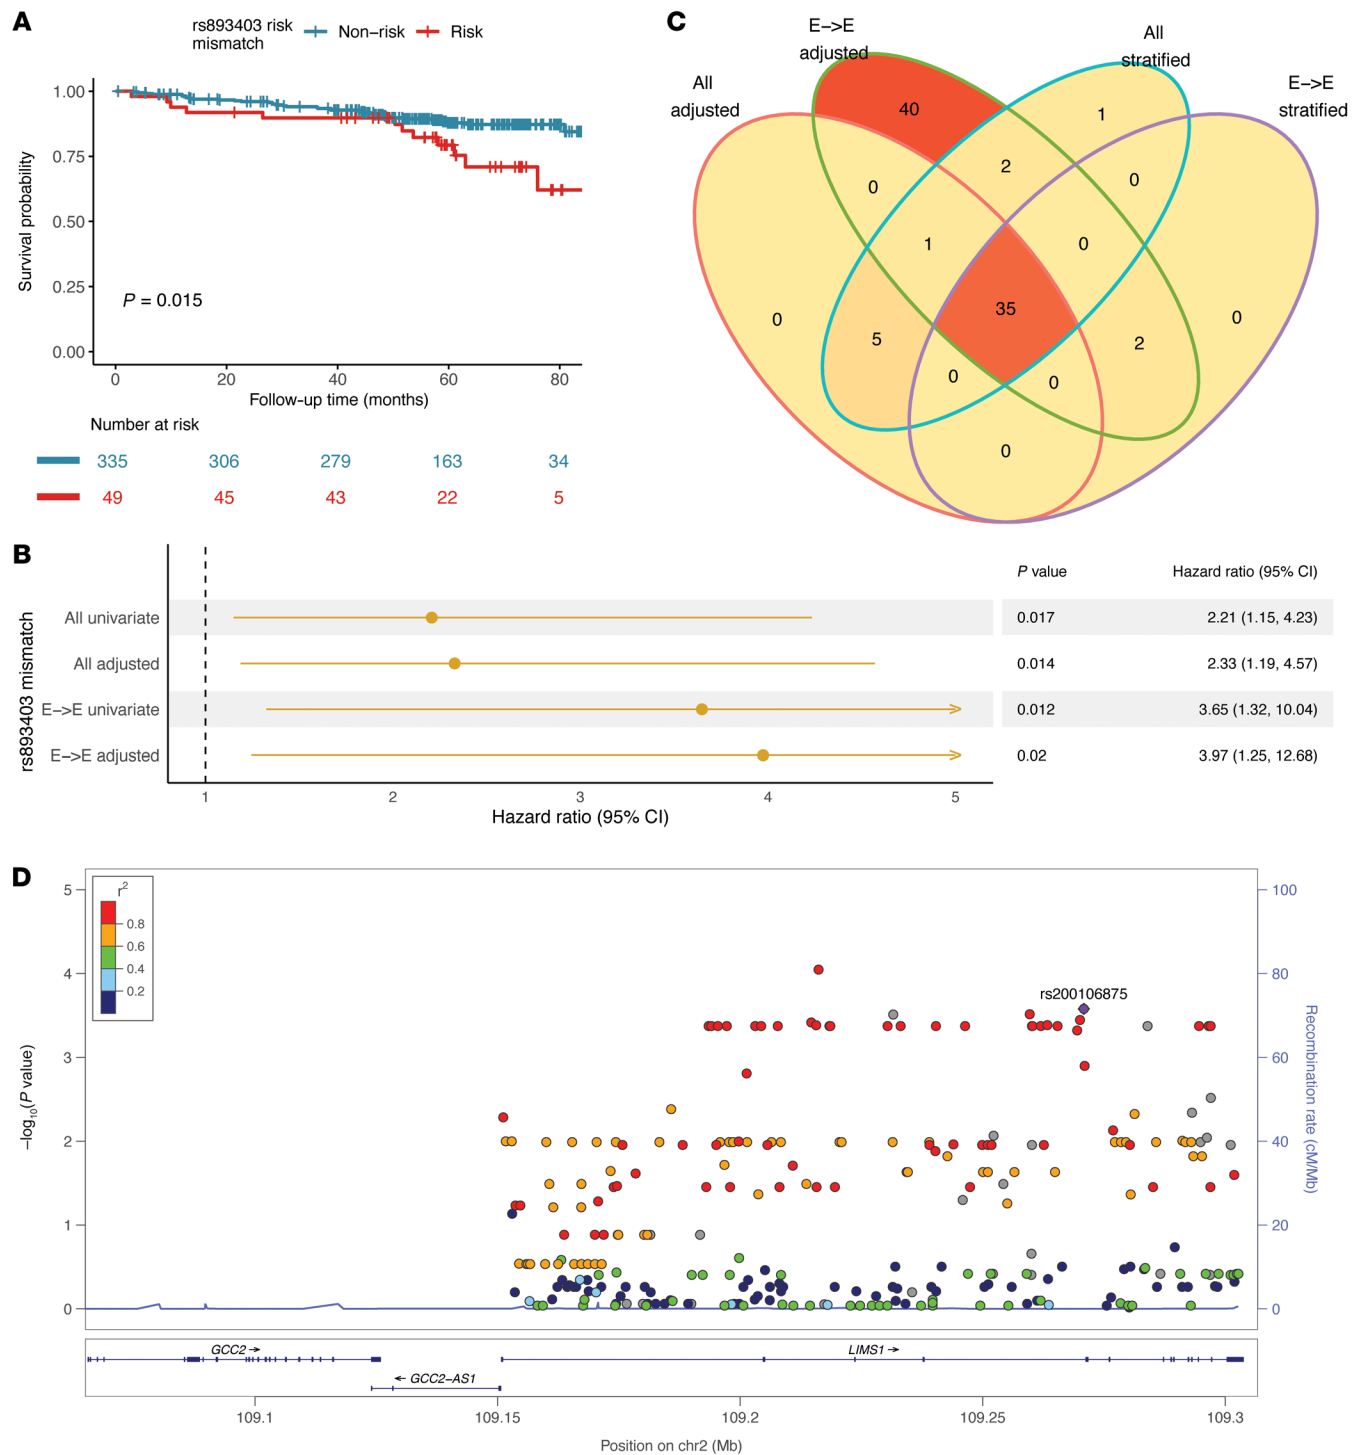 A
rs893403 risk
mismatch
Non–risk
Risk
Survival probability
1.00
0.75
0.50
0.25
0.00
P = 0.015
0 20 40 60 80
Follow−up time (months)
Number at risk
335 306 279 163 34
49 45 43 22 5
C
All
adjusted
E−>E
adjusted
All
stratified
E−>E
stratified
40
1
2
0
0
1
0
0
35
0
5
2
0
0
0
B
rs893403 mismatch
P value
Hazard ratio (95% CI)
All univariate 0.017 2.21 (1.15, 4.23)
All adjusted 0.014 2.33 (1.19, 4.57)
E−>E univariate 0.012 3.65 (1.32, 10.04)
E−>E adjusted 0.02 3.97 (1.25, 12.68)
1 2 3 4 5
Hazard ratio (95% CI)
D
r2
0.8
0.6
0.4
0.2
rs200106875
−log10(P value)
5
4
3
2
1
0
100
80
60
40
20
0
Recombination rate (cM/Mb)
GCC2→
←GCC2−AS1
LIMS1→
109.1 109.15 109.2 109.25 109.3
Position on chr2 (Mb)